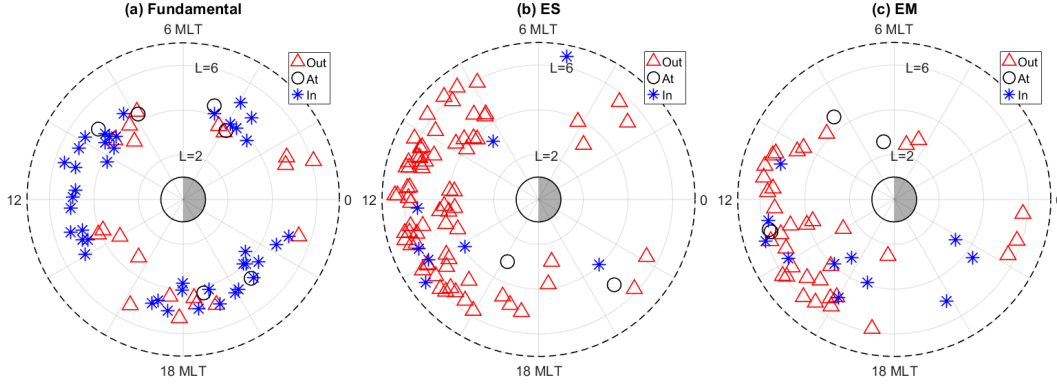 (a) Fundamental
6 MLT
L=6
Out
At
In
L=2
12
0
18 MLT
(b) ES
6 MLT
L=6
Out
At
In
L=2
12
0
18 MLT
(c) EM
6 MLT
L=6
Out
At
In
L=2
12
18 MLT